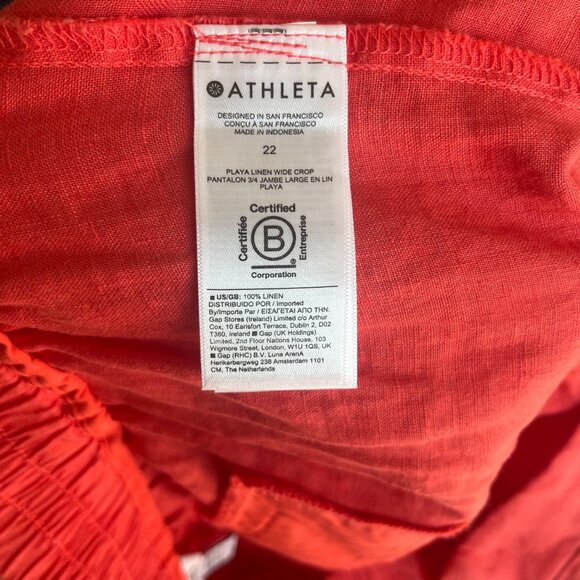 ATHLETA
DESIGNED IN SAN FRANCISCO
CONÇU À SAN FRANCISCO
MADE IN INDONESIA
22
PLAYA LINEN WIDE CROP
PANTALON 3/4 JAMBE LARGE EN LIN
PLAYA
Certified
Certifiée
B
Entreprise
Corporation
US/GB: 100% LINEN
DISTRIBUIDO POR / Imported
By/Importe Par / ΕΙΣΑΓΕΤΑΙ ΑΠΟ ΤΗΝ:
Gap Stores (Ireland) Limited c/o Arthur
Cox, 10 Earlsfort Terrace, Dublin 2, D02
T380, Ireland ■ Gap (UK Holdings)
Limited, 2nd Floor Nations House, 103
Wigmore Street, London, W1U 1QS, UK
■ Gap (RHC) B.V. Luna ArenA
Herikerbergweg 238 Amsterdam 1101
CM, The Netherlands